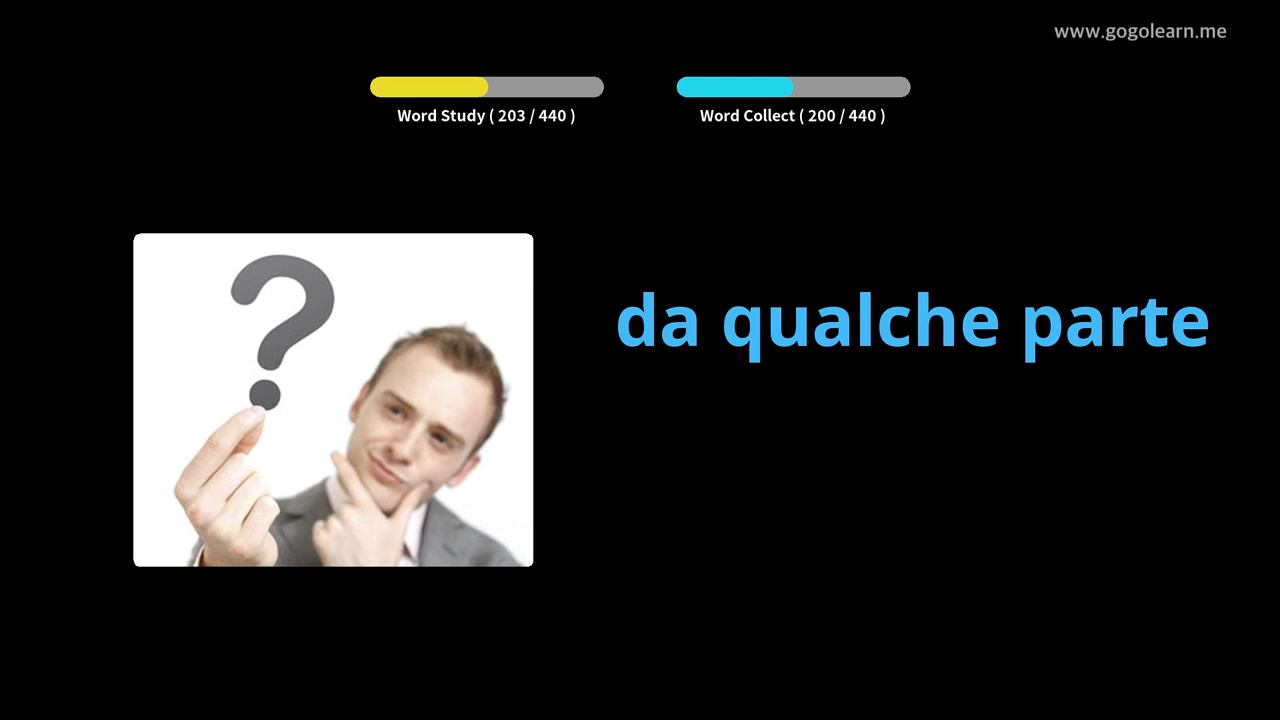 www.gogolearn.me
Word Study ( 203 / 440 )
Word Collect ( 200 / 440 )
?
da qualche parte